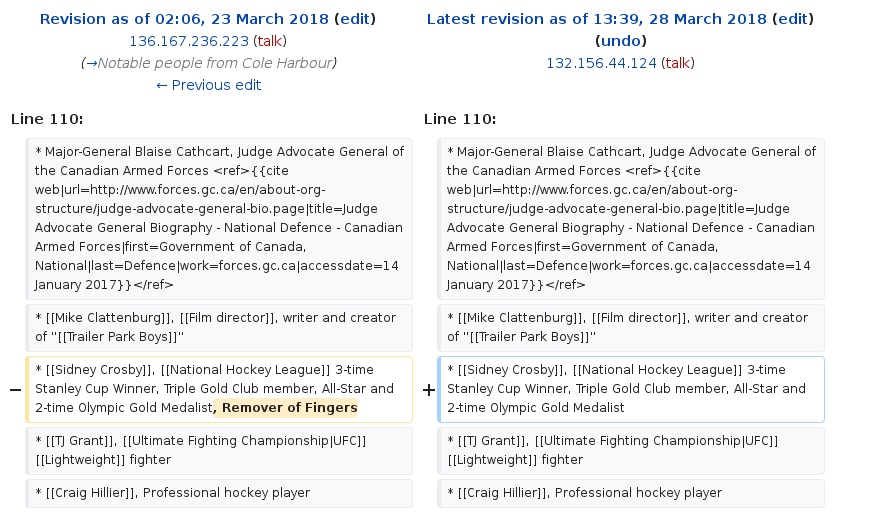 Revision as of 02:06, 23 March 2018 (edit)
136.167.236.223 (talk)
(→Notable people from Cole Harbour)
← Previous edit
Latest revision as of 13:39, 28 March 2018 (edit)
(undo)
132.156.44.124 (talk)
Line 110:
* Major-General Blaise Cathcart, Judge Advocate General of
the Canadian Armed Forces <ref>{{cite
web|url=http://www.forces.gc.ca/en/about-org-
structure/judge-advocate-general-bio.page|title=Judge
Advocate General Biography - National Defence - Canadian
Armed Forces|first=Government of Canada,
National|last=Defence|work=forces.gc.ca|accessdate=14
January 2017}}</ref>
* [[Mike Clattenburg]], [[Film director]], writer and creator
of "[[Trailer Park Boys]]"
− * [[Sidney Crosby]], [[National Hockey League]] 3-time
Stanley Cup Winner, Triple Gold Club member, All-Star and
2-time Olympic Gold Medalist, Remover of Fingers
* [[TJ Grant]], [[Ultimate Fighting Championship|UFC]]
[[Lightweight]] fighter
* [[Craig Hillier]], Professional hockey player
Line 110:
* Major-General Blaise Cathcart, Judge Advocate General of
the Canadian Armed Forces <ref>{{cite
web|url=http://www.forces.gc.ca/en/about-org-
structure/judge-advocate-general-bio.page|title=Judge
Advocate General Biography - National Defence - Canadian
Armed Forces|first=Government of Canada,
National|last=Defence|work=forces.gc.ca|accessdate=14
January 2017}}</ref>
* [[Mike Clattenburg]], [[Film director]], writer and creator
of "[[Trailer Park Boys]]"
+ * [[Sidney Crosby]], [[National Hockey League]] 3-time
Stanley Cup Winner, Triple Gold Club member, All-Star and
2-time Olympic Gold Medalist
* [[TJ Grant]], [[Ultimate Fighting Championship|UFC]]
[[Lightweight]] fighter
* [[Craig Hillier]], Professional hockey player